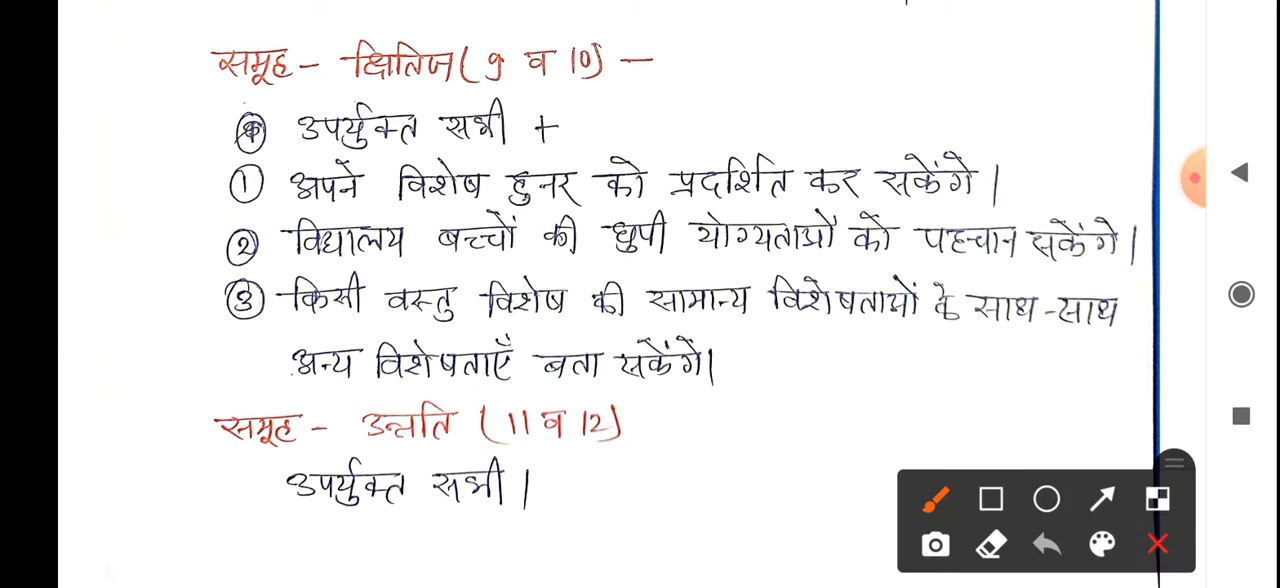 समूह - क्षितिज ( 9 व 10) -
उपर्युक्त सभी +
① अपने विशेष हुनर को प्रदर्शित कर सकेंगे।
② विद्यालय बच्चों की छुपी योग्यताओं को पहचान सकेंगे।
③ किसी वस्तु विशेष की सामान्य विशेषताओं के साथ-साथ
अन्य विशेषताएँ बता सकेंगे।
समूह - उन्नति (11 व 12)
उपर्युक्त सभी।